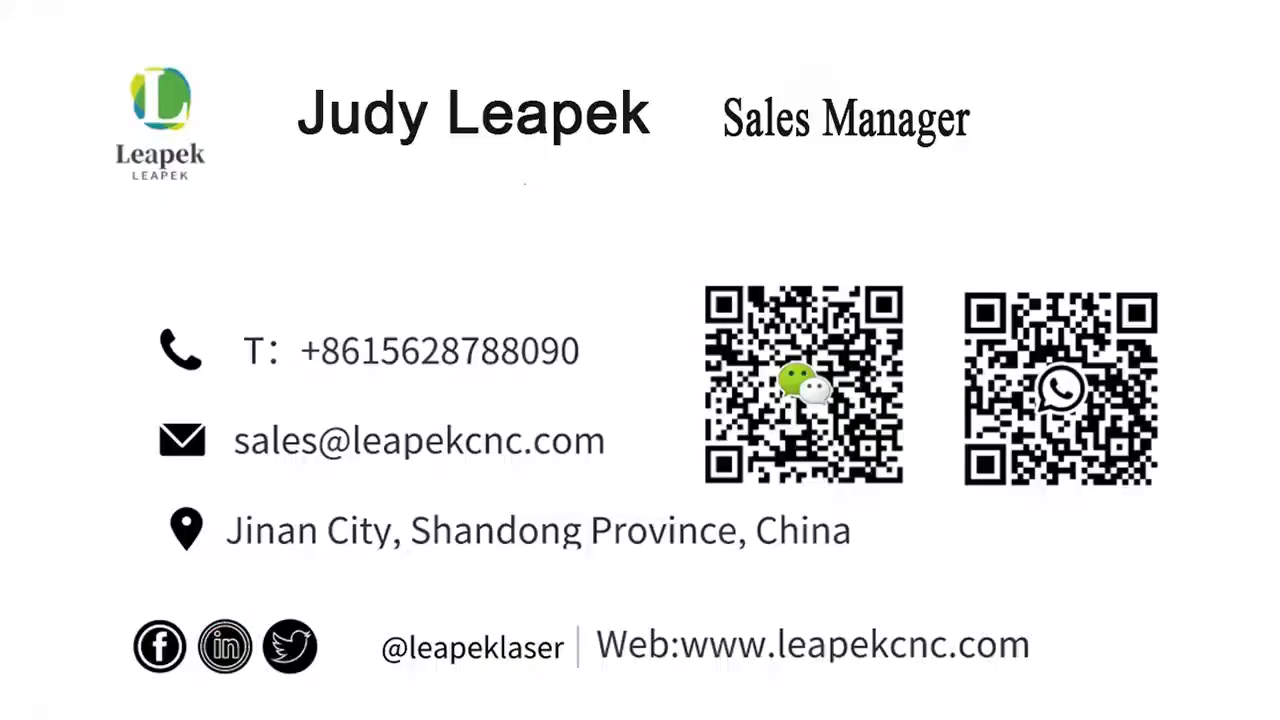 L
Leapek
LEAPEK
Judy Leapek
Sales Manager
T： +8615628788090
sales@leapekcnc.com
Jinan City, Shandong Province, China
f in
@leapeklaser
Web:www.leapekcnc.com